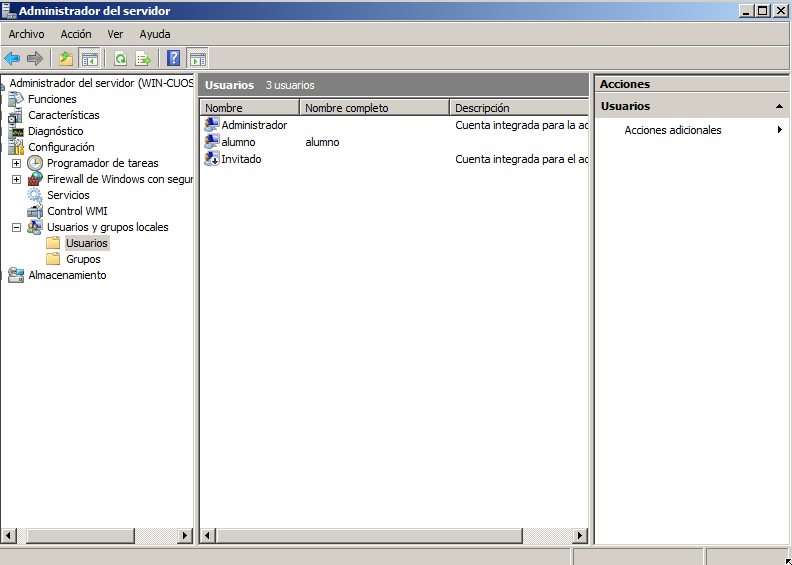 Administrador del servidor
Archivo Acción Ver Ayuda
Administrador del servidor (WIN-CUOS
Funciones
Características
Diagnóstico
Configuración
Programador de tareas
Firewall de Windows con segur
Servicios
Control WMI
Usuarios y grupos locales
Usuarios
Grupos
Almacenamiento
Usuarios 3 usuarios
Nombre Nombre completo Descripción
Administrador Cuenta integrada para la ac
alumno alumno
Invitado Cuenta integrada para el ac
Acciones
Usuarios
Acciones adicionales